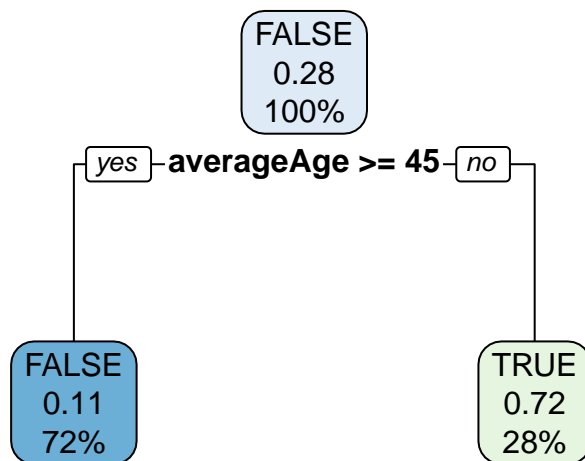 FALSE
0.28
100%
yes averageAge >= 45 no
FALSE
0.11
72%
TRUE
0.72
28%